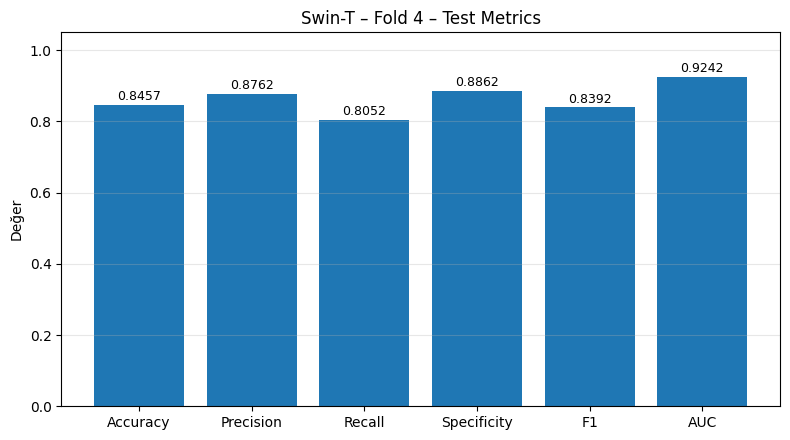 Swin-T – Fold 4 – Test Metrics
Değer
1.0
0.8
0.6
0.4
0.2
0.0
0.8457
0.8762
0.8052
0.8862
0.8392
0.9242
Accuracy
Precision
Recall
Specificity
F1
AUC